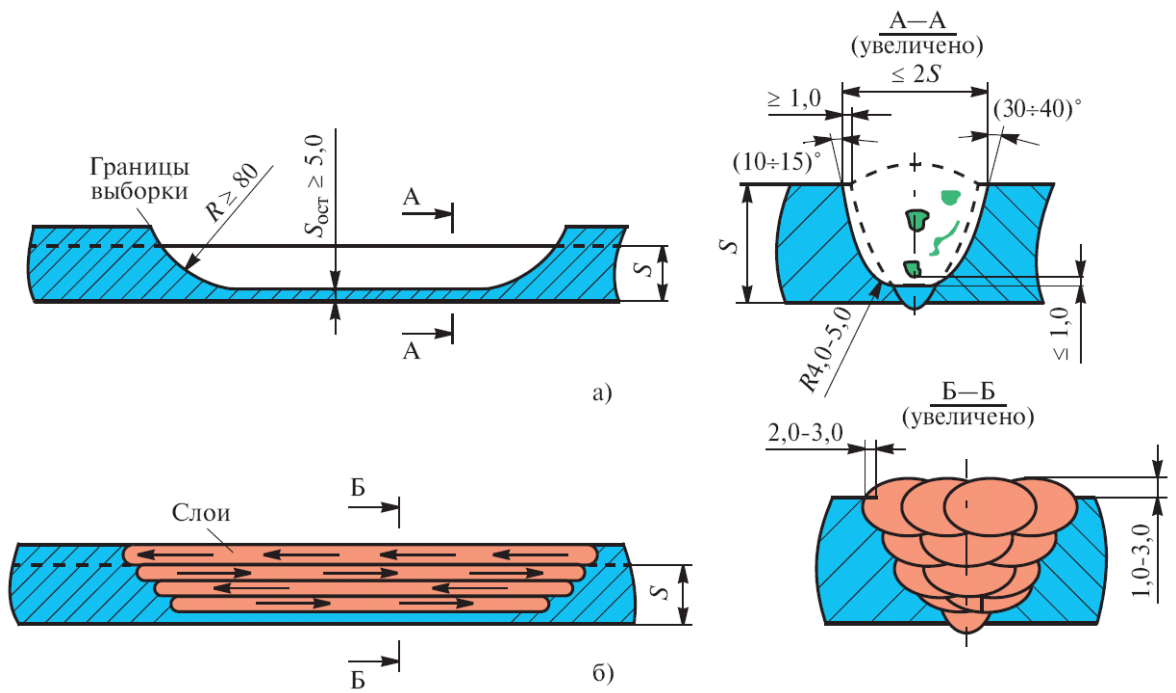 А—А
(увеличено)
≤ 2S
≥ 1,0
(30÷40)°
(10÷15)°
Границы
выборки
R ≥ 80
Sост ≥ 5,0
А
S
S
А
R4,0-5,0
≤ 1,0
а)
Б—Б
(увеличено)
2,0-3,0
Б
Слои
S
1,0-3,0
Б
б)